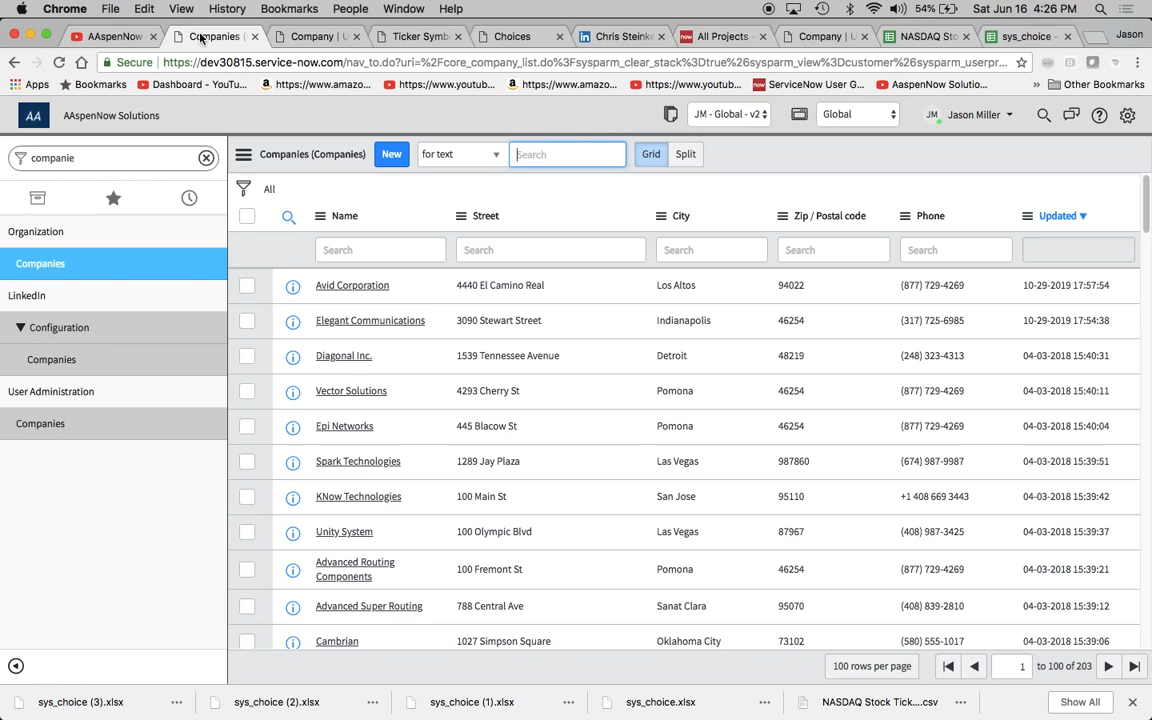 Chrome File Edit View History Bookmarks People Window Help 54% Sat Jun 16 4:26 PM
AAspenNow Companies ( Company | U Ticker Symb Choices Chris Steink All Projects - Company | U NASDAQ Sto sys_choice - Jason
Secure https://dev30815.service-now.com/nav_to.do?uri=%2Fcore_company_list.do%3Fsysparm_clear_stack%3Dtrue%26sysparm_view%3Dcustomer%26sysparm_userpr...
Apps Bookmarks Dashboard - YouTu... https://www.amazo... https://www.youtub... https://www.amazo... https://www.youtub... ServiceNow User G... AaspenNow Solutio... » Other Bookmarks
AA AAspenNow Solutions JM - Global - v2 Global JM Jason Miller
companie
Companies (Companies) New for text Search Grid Split
All
Organization
Companies
LinkedIn
Configuration
Companies
User Administration
Companies
Name Street City Zip / Postal code Phone Updated
Search Search Search Search Search
Avid Corporation 4440 El Camino Real Los Altos 94022 (877) 729-4269 10-29-2019 17:57:54
Elegant Communications 3090 Stewart Street Indianapolis 46254 (317) 725-6985 10-29-2019 17:54:38
Diagonal Inc. 1539 Tennessee Avenue Detroit 48219 (248) 323-4313 04-03-2018 15:40:31
Vector Solutions 4293 Cherry St Pomona 46254 (877) 729-4269 04-03-2018 15:40:11
Epi Networks 445 Blacow St Pomona 46254 (877) 729-4269 04-03-2018 15:40:04
Spark Technologies 1289 Jay Plaza Las Vegas 987860 (674) 987-9987 04-03-2018 15:39:51
KNow Technologies 100 Main St San Jose 95110 +1 408 669 3443 04-03-2018 15:39:42
Unity System 100 Olympic Blvd Las Vegas 87967 (408) 987-3425 04-03-2018 15:39:37
Advanced Routing
Components 100 Fremont St Pomona 46254 (877) 729-4269 04-03-2018 15:39:21
Advanced Super Routing 788 Central Ave Sanat Clara 95070 (408) 839-2810 04-03-2018 15:39:12
Cambrian 1027 Simpson Square Oklahoma City 73102 (580) 555-1017 04-03-2018 15:39:06
100 rows per page 1 to 100 of 203
sys_choice (3).xlsx sys_choice (2).xlsx sys_choice (1).xlsx sys_choice.xlsx NASDAQ Stock Tick....csv Show All